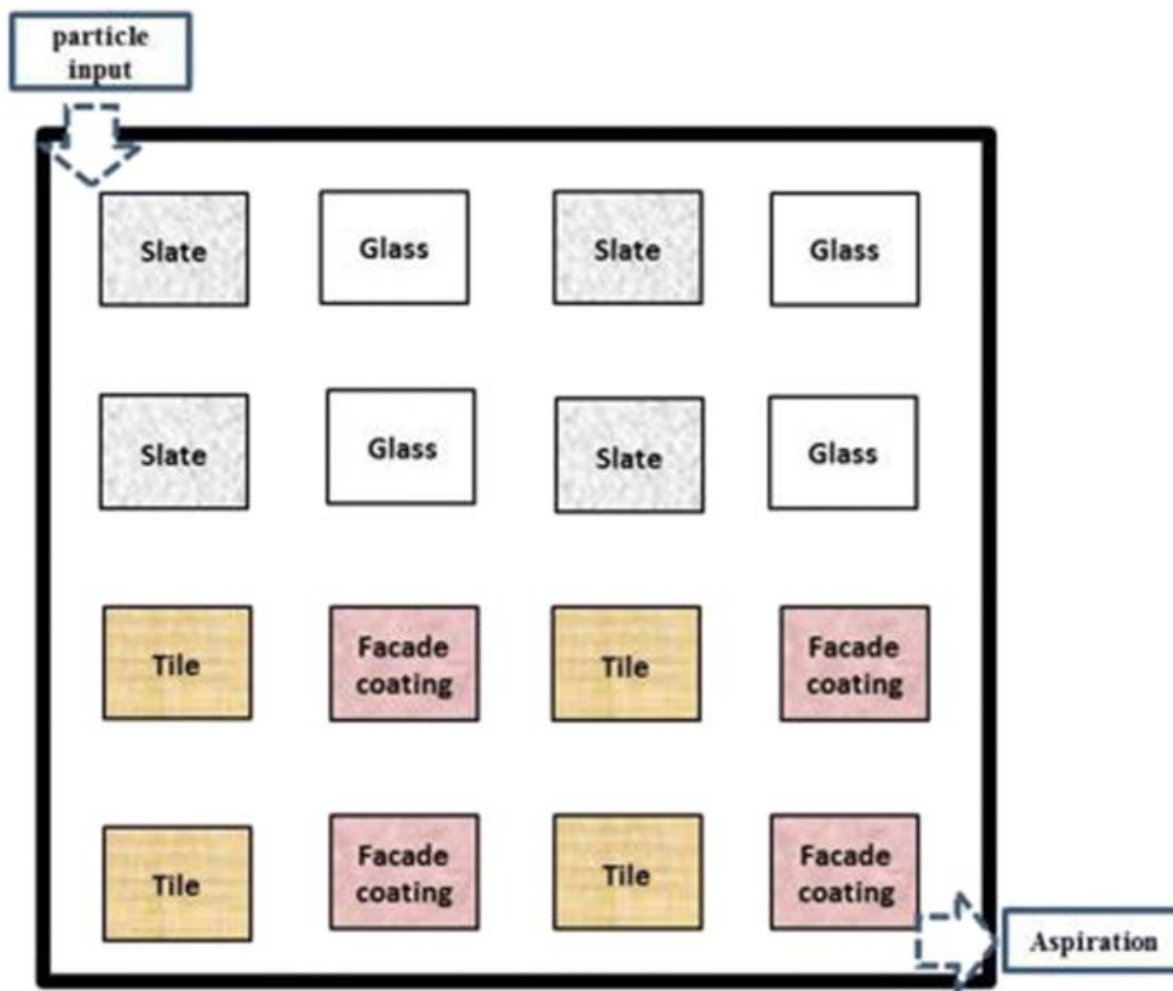 particle
input
Slate
Glass
Slate
Glass
Slate
Glass
Slate
Glass
Tile
Facade
coating
Tile
Facade
coating
Tile
Facade
coating
Tile
Facade
coating
Aspiration